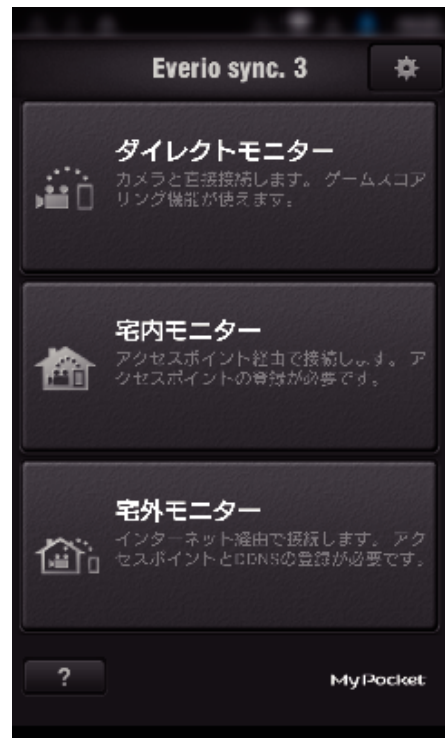 Everio sync. 3
ダイレクトモニター
カメラと直接接続します。ゲームスコア
リング機能が使えます。
宅内モニター
アクセスポイント経由で接続します。ア
クセスポイントの登録が必要です。
宅外モニター
インターネット経由で接続します。アク
セスポイントとDDNSの登録が必要です。
?
MyPocket